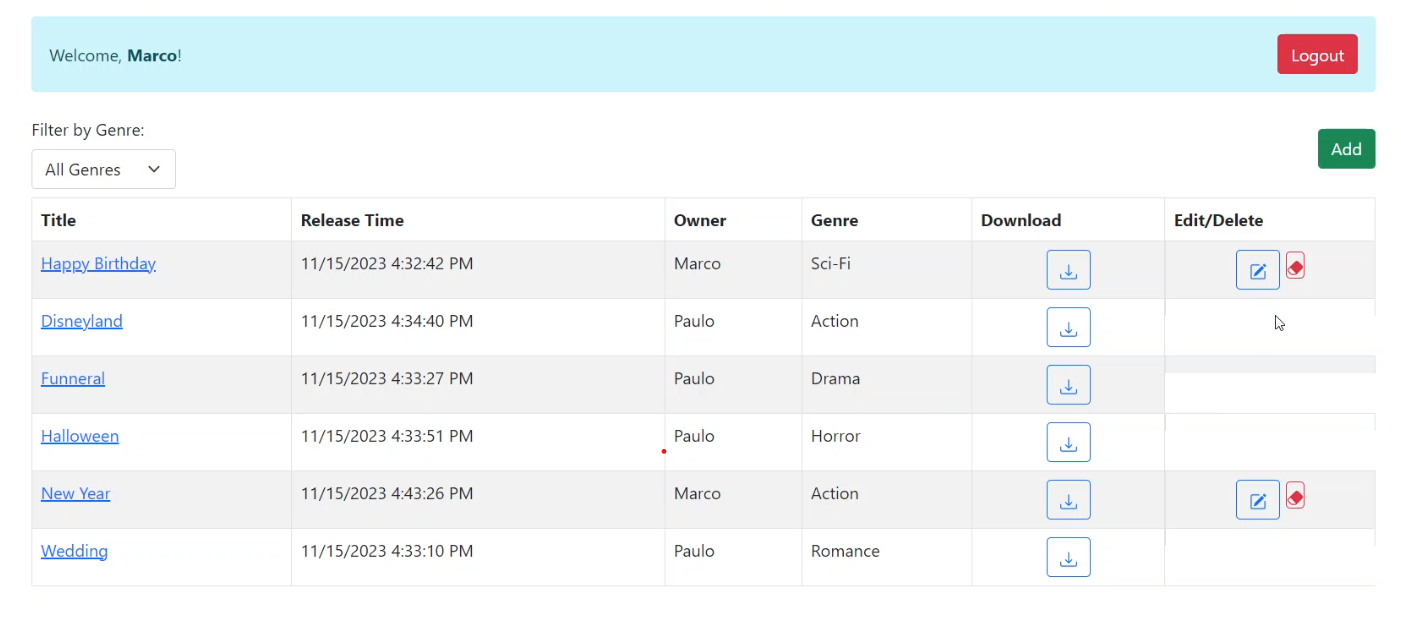 Welcome, Marco!
Logout
Filter by Genre:
All Genres
Add
Title Release Time Owner Genre Download Edit/Delete
Happy Birthday 11/15/2023 4:32:42 PM Marco Sci-Fi
Disneyland 11/15/2023 4:34:40 PM Paulo Action
Funneral 11/15/2023 4:33:27 PM Paulo Drama
Halloween 11/15/2023 4:33:51 PM Paulo Horror
New Year 11/15/2023 4:43:26 PM Marco Action
Wedding 11/15/2023 4:33:10 PM Paulo Romance